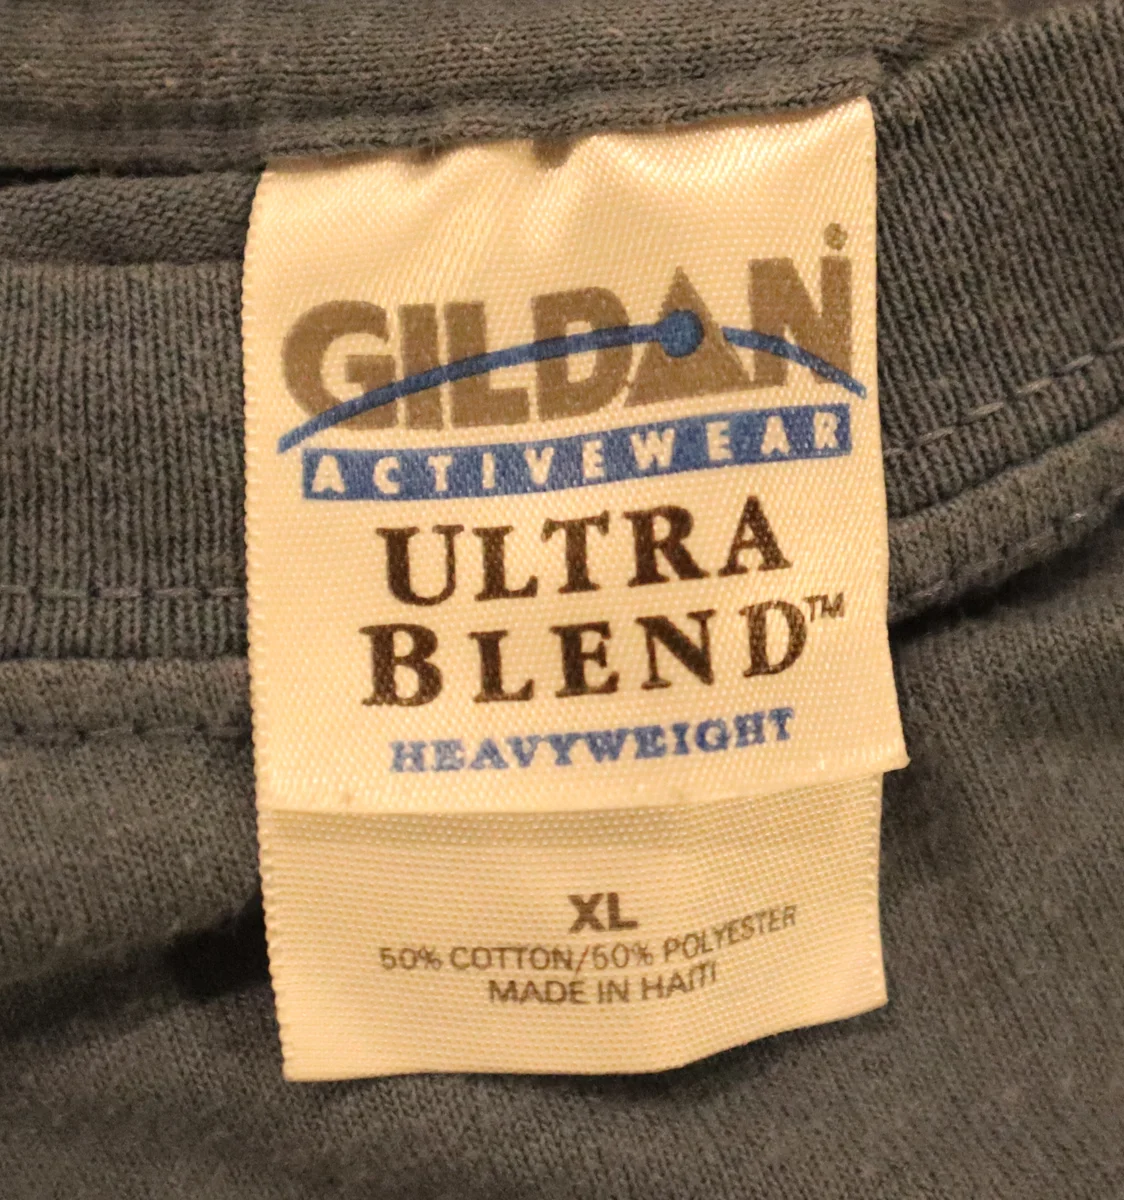 GILDAN
ACTIVEWEAR
ULTRA
BLEND™
HEAVYWEIGHT
XL
50% COTTON/50% POLYESTER
MADE IN HAITI